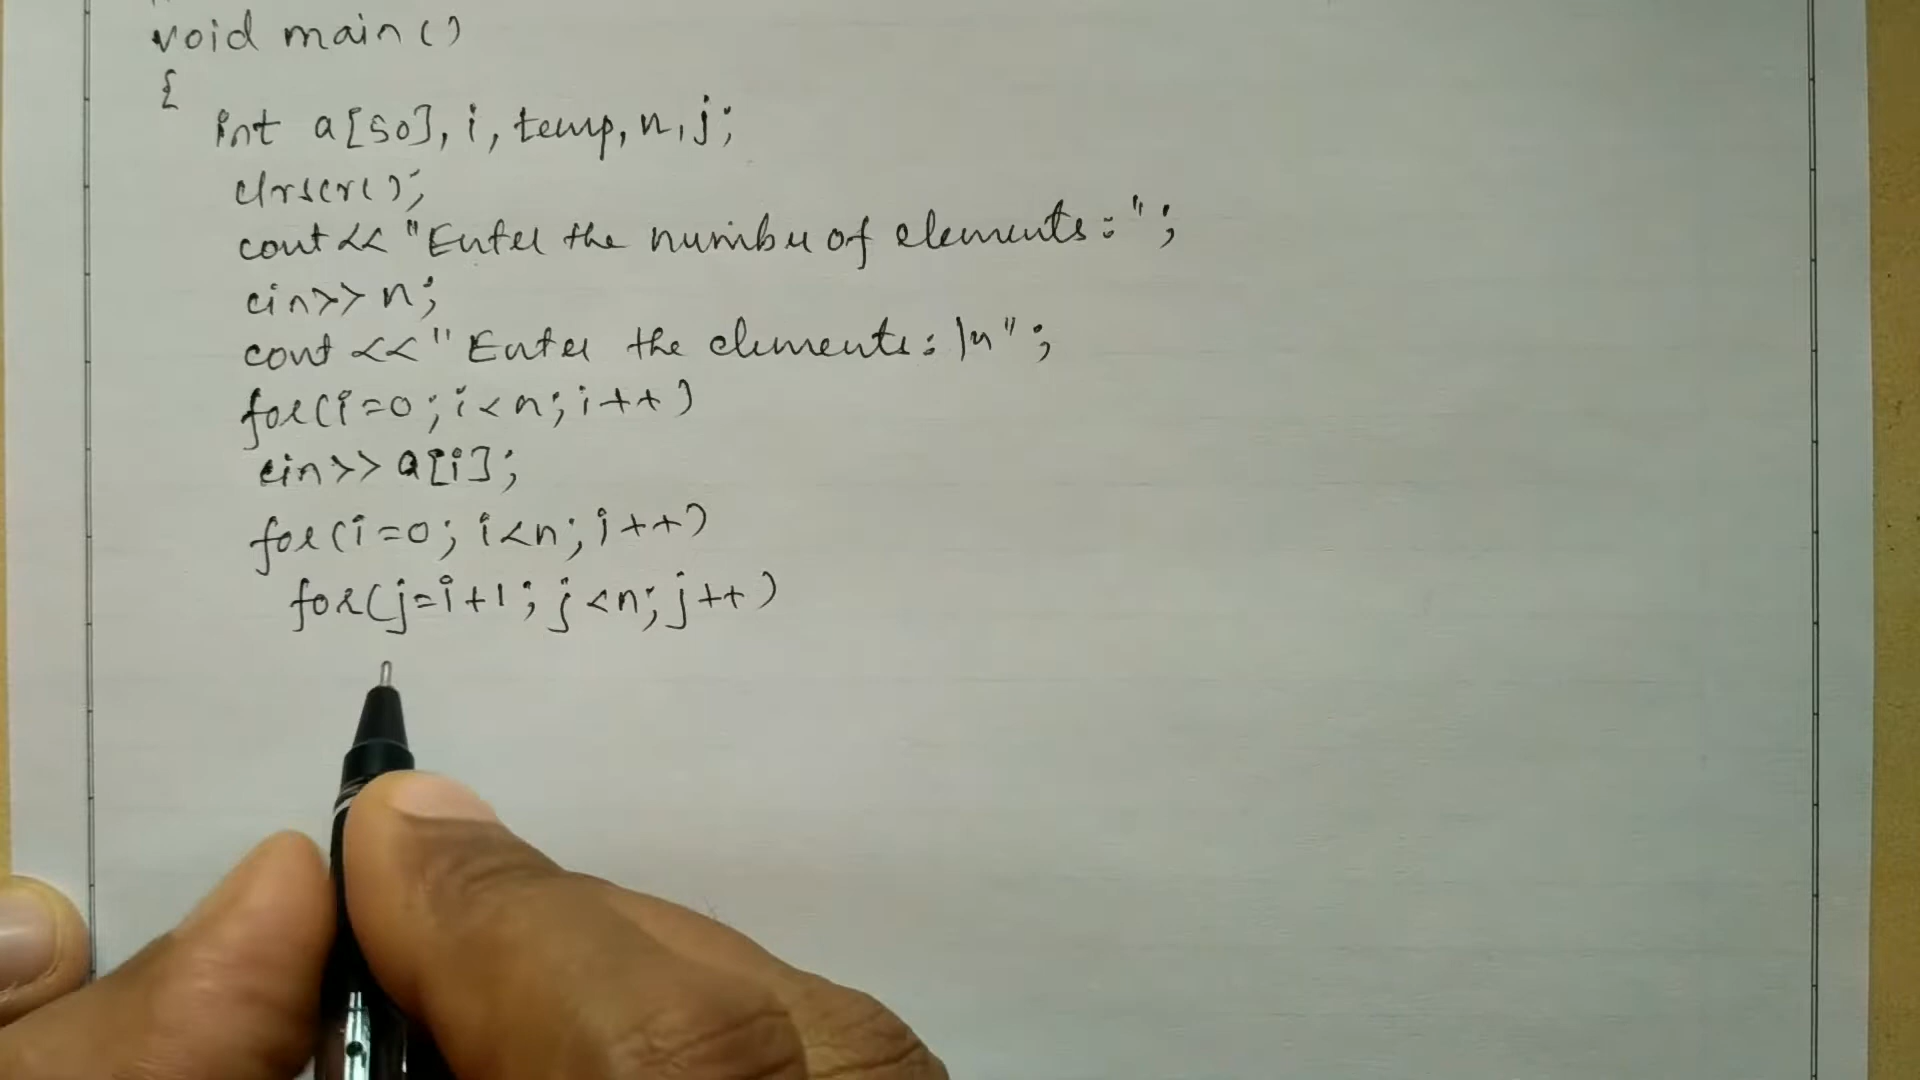 void main()
{
int a[50], i, temp, n, j;
clrscr();
cout<< "Enter the number of elements:";
cin>> n;
cout <<"Enter the elements: \n";
for(i=0; i<n; i++)
cin>> a[i];
for(i=0; i<n; i++)
for(j=i+1; j<n; j++)